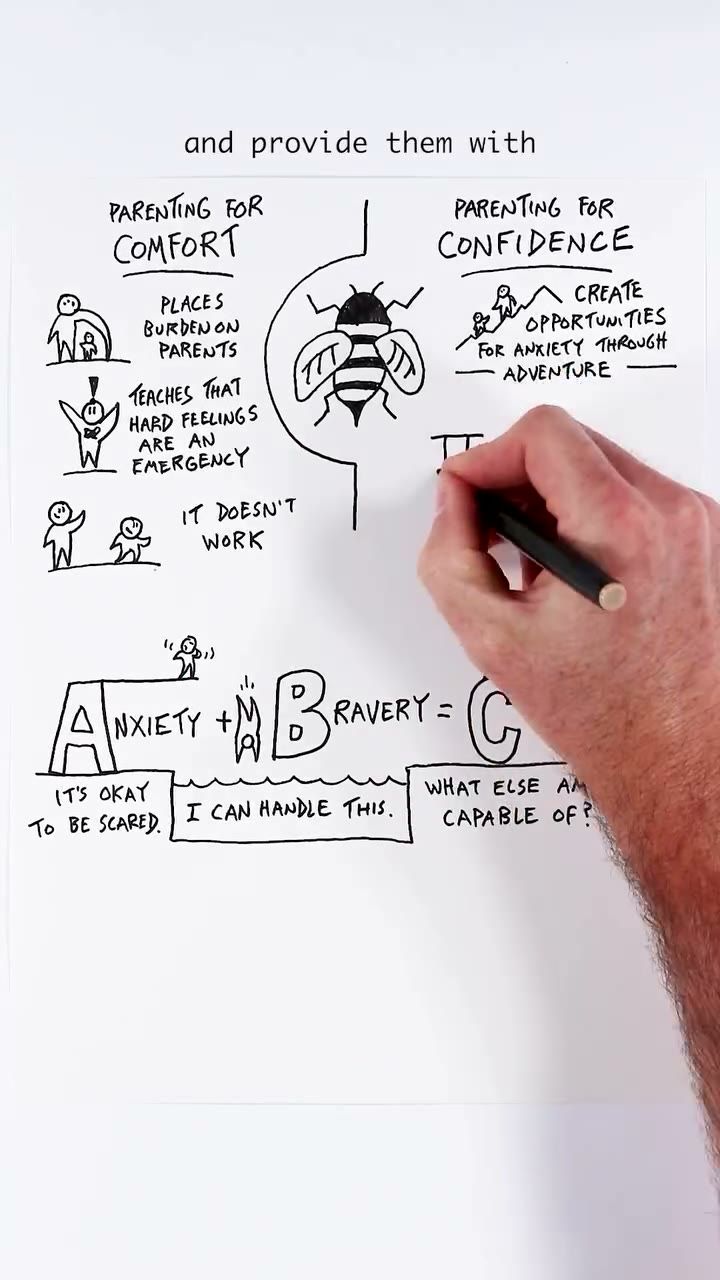 and provide them with
PARENTING FOR
COMFORT
PLACES
BURDEN ON
PARENTS
TEACHES THAT
HARD FEELINGS
ARE AN
EMERGENCY
IT DOESN'T
WORK
PARENTING FOR
CONFIDENCE
CREATE
OPPORTUNITIES
FOR ANXIETY THROUGH
ADVENTURE
ANXIETY + BRAVERY = C
IT'S OKAY
TO BE SCARED.
I CAN HANDLE THIS.
WHAT ELSE AM
CAPABLE OF?